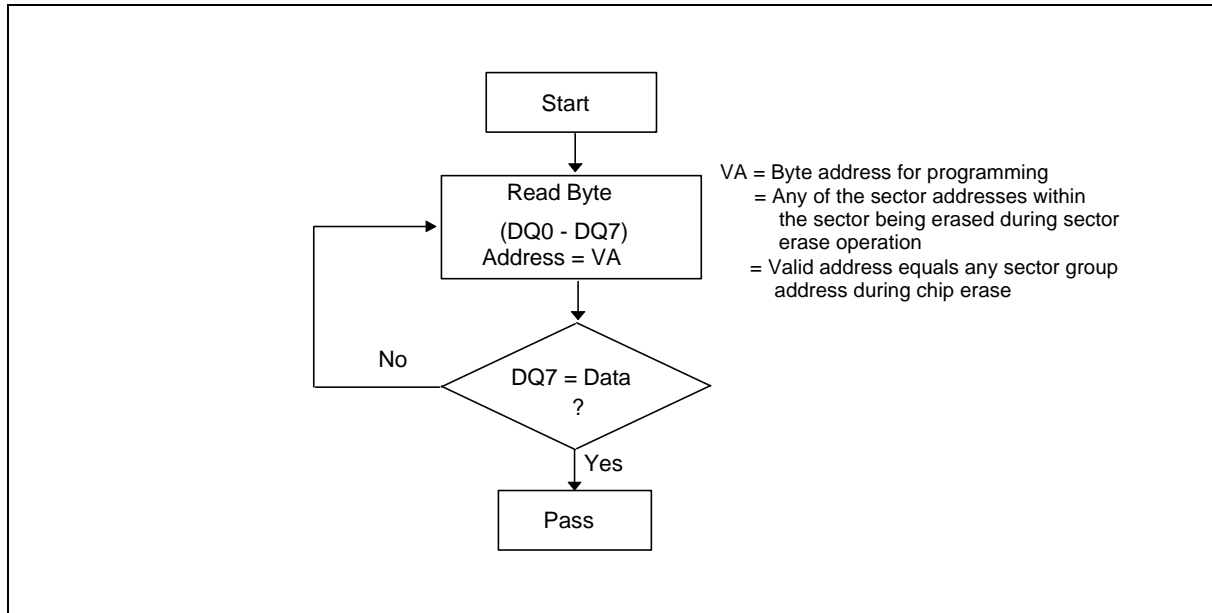 Start
Read Byte
(DQ0 - DQ7)
Address = VA
VA = Byte address for programming
= Any of the sector addresses within
the sector being erased during sector
erase operation
= Valid address equals any sector group
address during chip erase
No
DQ7 = Data
?
Yes
Pass